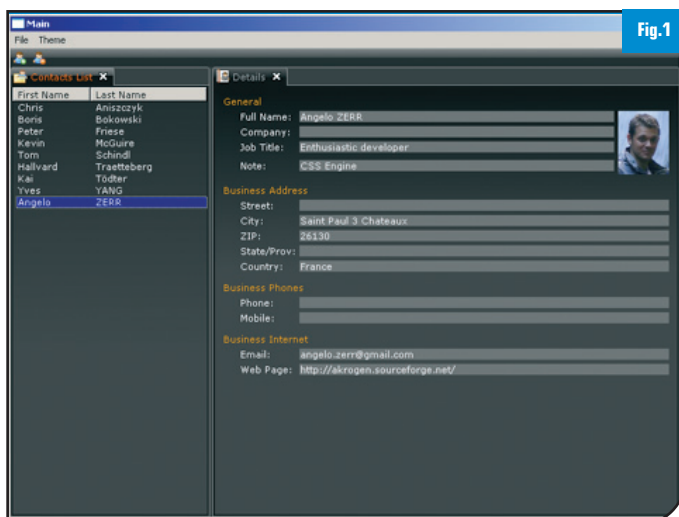 Main
Fig.1
File Theme
Contacts List
First Name Last Name
Chris Aniszczyk
Boris Bokowski
Peter Friese
Kevin McGuire
Tom Schindl
Hallvard Traetteberg
Kai Tödter
Yves YANG
Angelo ZERR
Details
General
Full Name: Angelo ZERR
Company:
Job Title: Enthusiastic developer
Note: CSS Engine
Business Address
Street:
City: Saint Paul 3 Chateaux
ZIP: 26130
State/Prov:
Country: France
Business Phones
Phone:
Mobile:
Business Internet
Email: angelo.zerr@gmail.com
Web Page: http://akrogen.sourceforge.net/